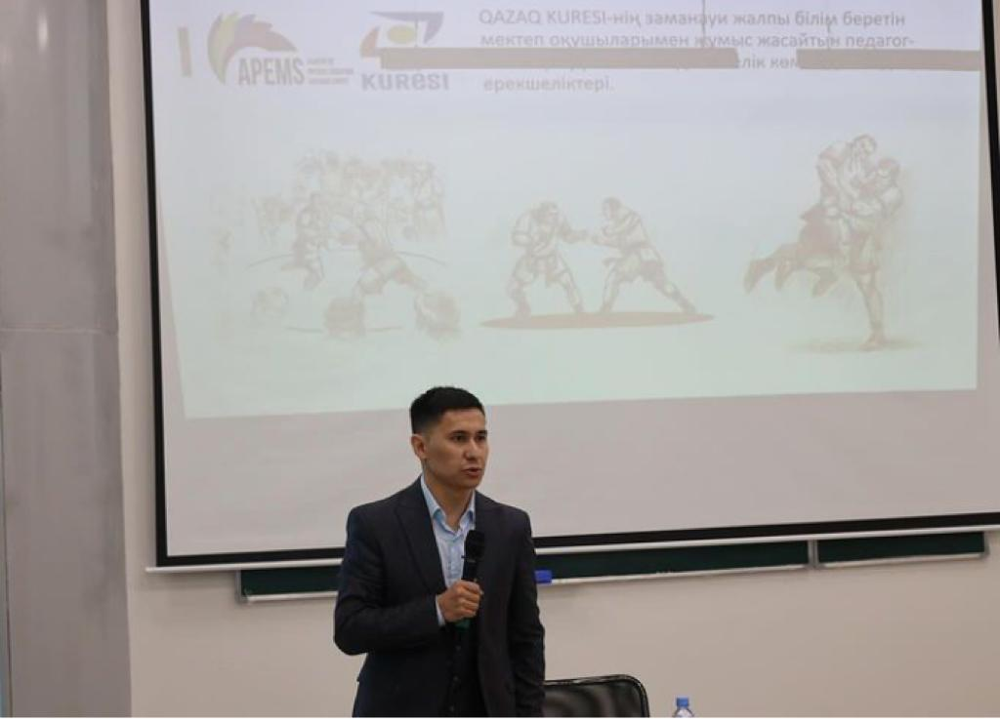 APEMS
KURESI
QAZAQ KURESI-нің заманауи жалпы білім беретін
мектеп оқушыларымен жұмыс жасайтын педагог-
ерекшеліктері.